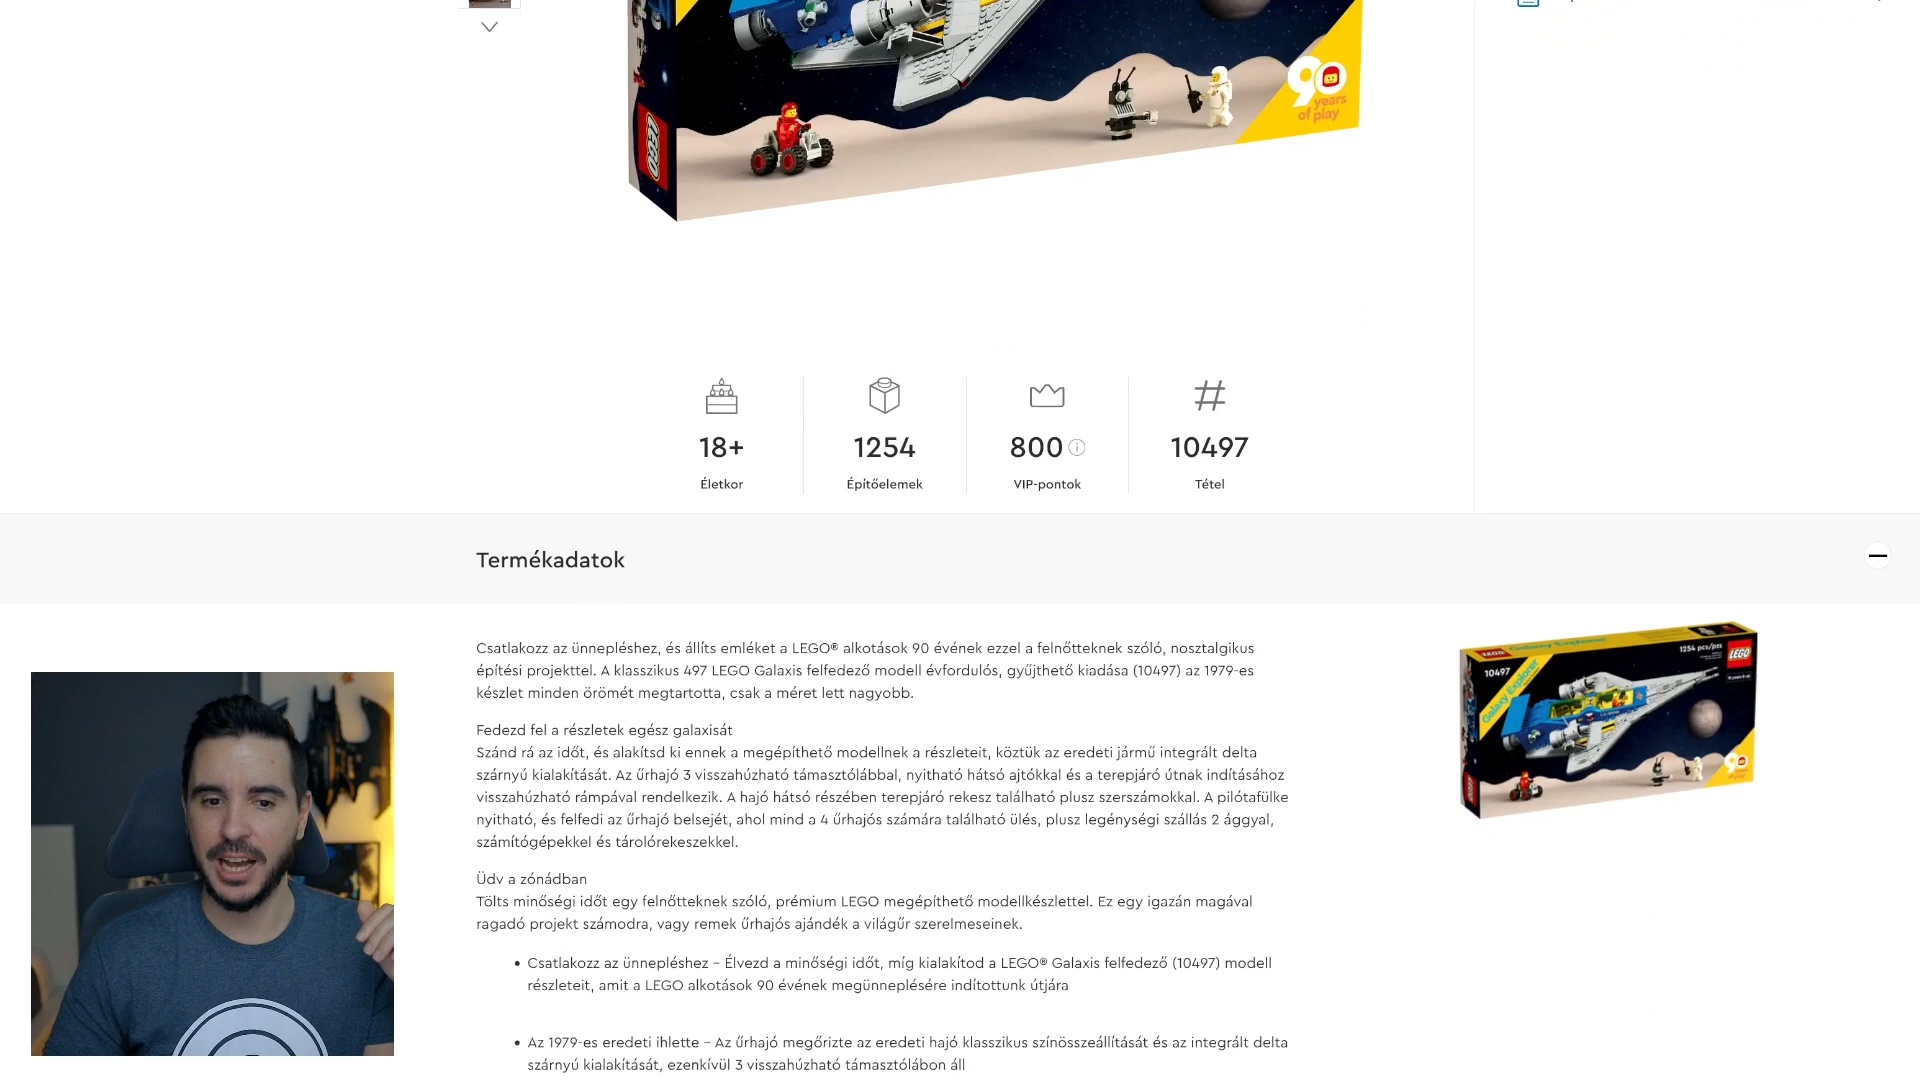 90
years
of play
LEGO
18+
1254
800
10497
Életkor
Építőelemek
VIP-pontok
Tétel
Termékadatok
Csatlakozz az ünnepléshez, és állíts emléket a LEGO® alkotások 90 évének ezzel a felnőtteknek szóló, nosztalgikus
építési projekttel. A klasszikus 497 LEGO Galaxis felfedező modell évfordulós, gyűjthető kiadása (10497) az 1979-es
készlet minden örömét megtartotta, csak a méret lett nagyobb.
Fedezd fel a részletek egész galaxisát
Szánd rá az időt, és alakítsd ki ennek a megépíthető modellnek a részleteit, köztük az eredeti jármű integrált delta
szárnyú kialakítását. Az űrhajó 3 visszahúzható támasztólábbal, nyitható hátsó ajtókkal és a terepjáró útnak indításához
visszahúzható rámpával rendelkezik. A hajó hátsó részében terepjáró rekesz található plusz szerszámokkal. A pilótafülke
nyitható, és felfedi az űrhajó belsejét, ahol mind a 4 űrhajós számára található ülés, plusz legénységi szállás 2 ággyal,
számítógépekkel és tárolórekeszekkel.
Üdv a zónádban
Tölts minőségi időt egy felnőtteknek szóló, prémium LEGO megépíthető modellkészlettel. Ez egy igazán magával
ragadó projekt számodra, vagy remek űrhajós ajándék a világűr szerelmeseinek.
• Csatlakozz az ünnepléshez – Élvezd a minőségi időt, míg kialakítod a LEGO® Galaxis felfedező (10497) modell
részleteit, amit a LEGO alkotások 90 évének megünneplésére indítottunk útjára
• Az 1979-es eredeti ihlette – Az űrhajó megőrizte az eredeti hajó klasszikus színösszeállítását és az integrált delta
szárnyú kialakítását, ezenkívül 3 visszahúzható támasztólábon áll
Galaxy Explorer
1254 pcs/pzs
LEGO
10497
Galaxy Explorer
90